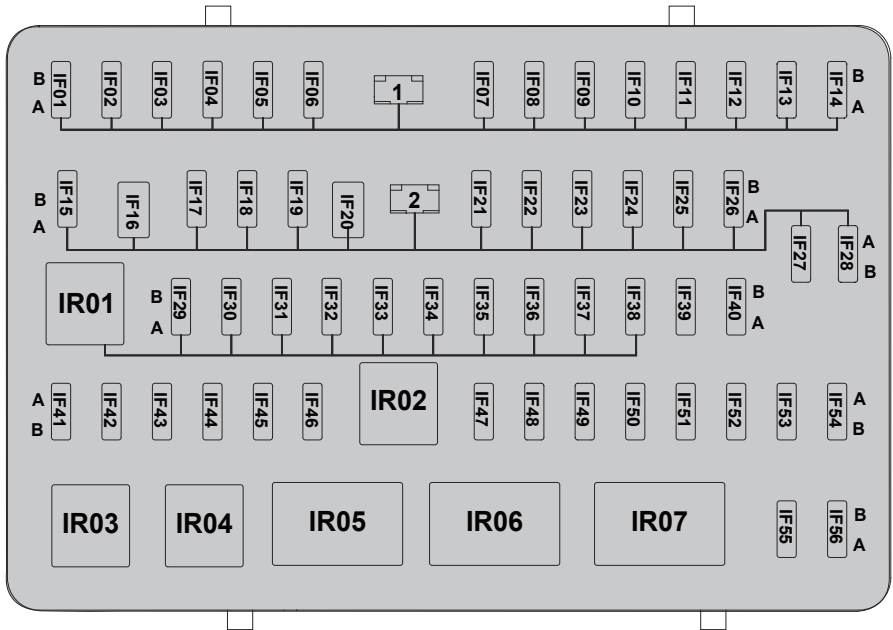 B IF01 IF02 IF03 IF04 IF05 IF06 1 IF07 IF08 IF09 IF10 IF11 IF12 IF13 IF14 B
A A
B IF15 IF16 IF17 IF18 IF19 IF20 2 IF21 IF22 IF23 IF24 IF25 IF26 B
A A
IF27 IF28 A
B
IR01 B IF29 IF30 IF31 IF32 IF33 IF34 IF35 IF36 IF37 IF38 IF39 IF40 B
A A
A IF41 IF42 IF43 IF44 IF45 IF46 IR02 IF47 IF48 IF49 IF50 IF51 IF52 IF53 IF54 A
B B
IR03 IR04 IR05 IR06 IR07 IF55 IF56 B
A